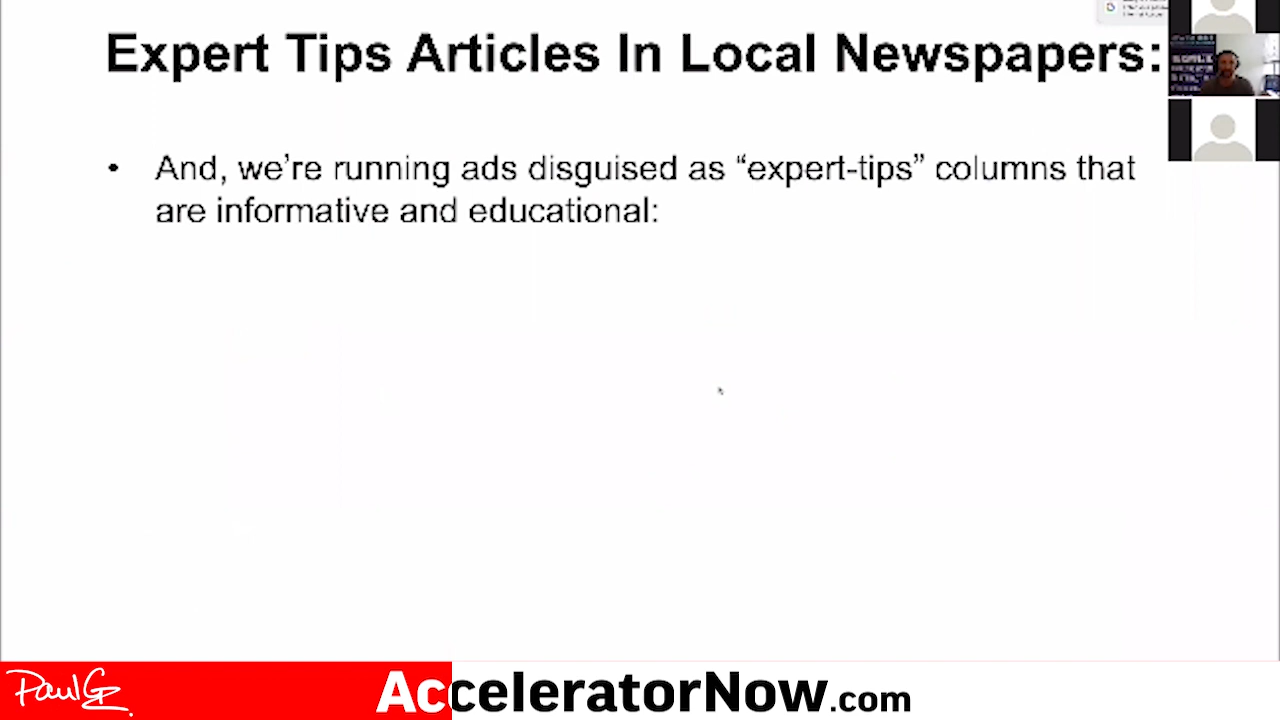 Expert Tips Articles In Local Newspapers:
• And, we’re running ads disguised as “expert-tips” columns that
are informative and educational:
PaulG
AcceleratorNow.com